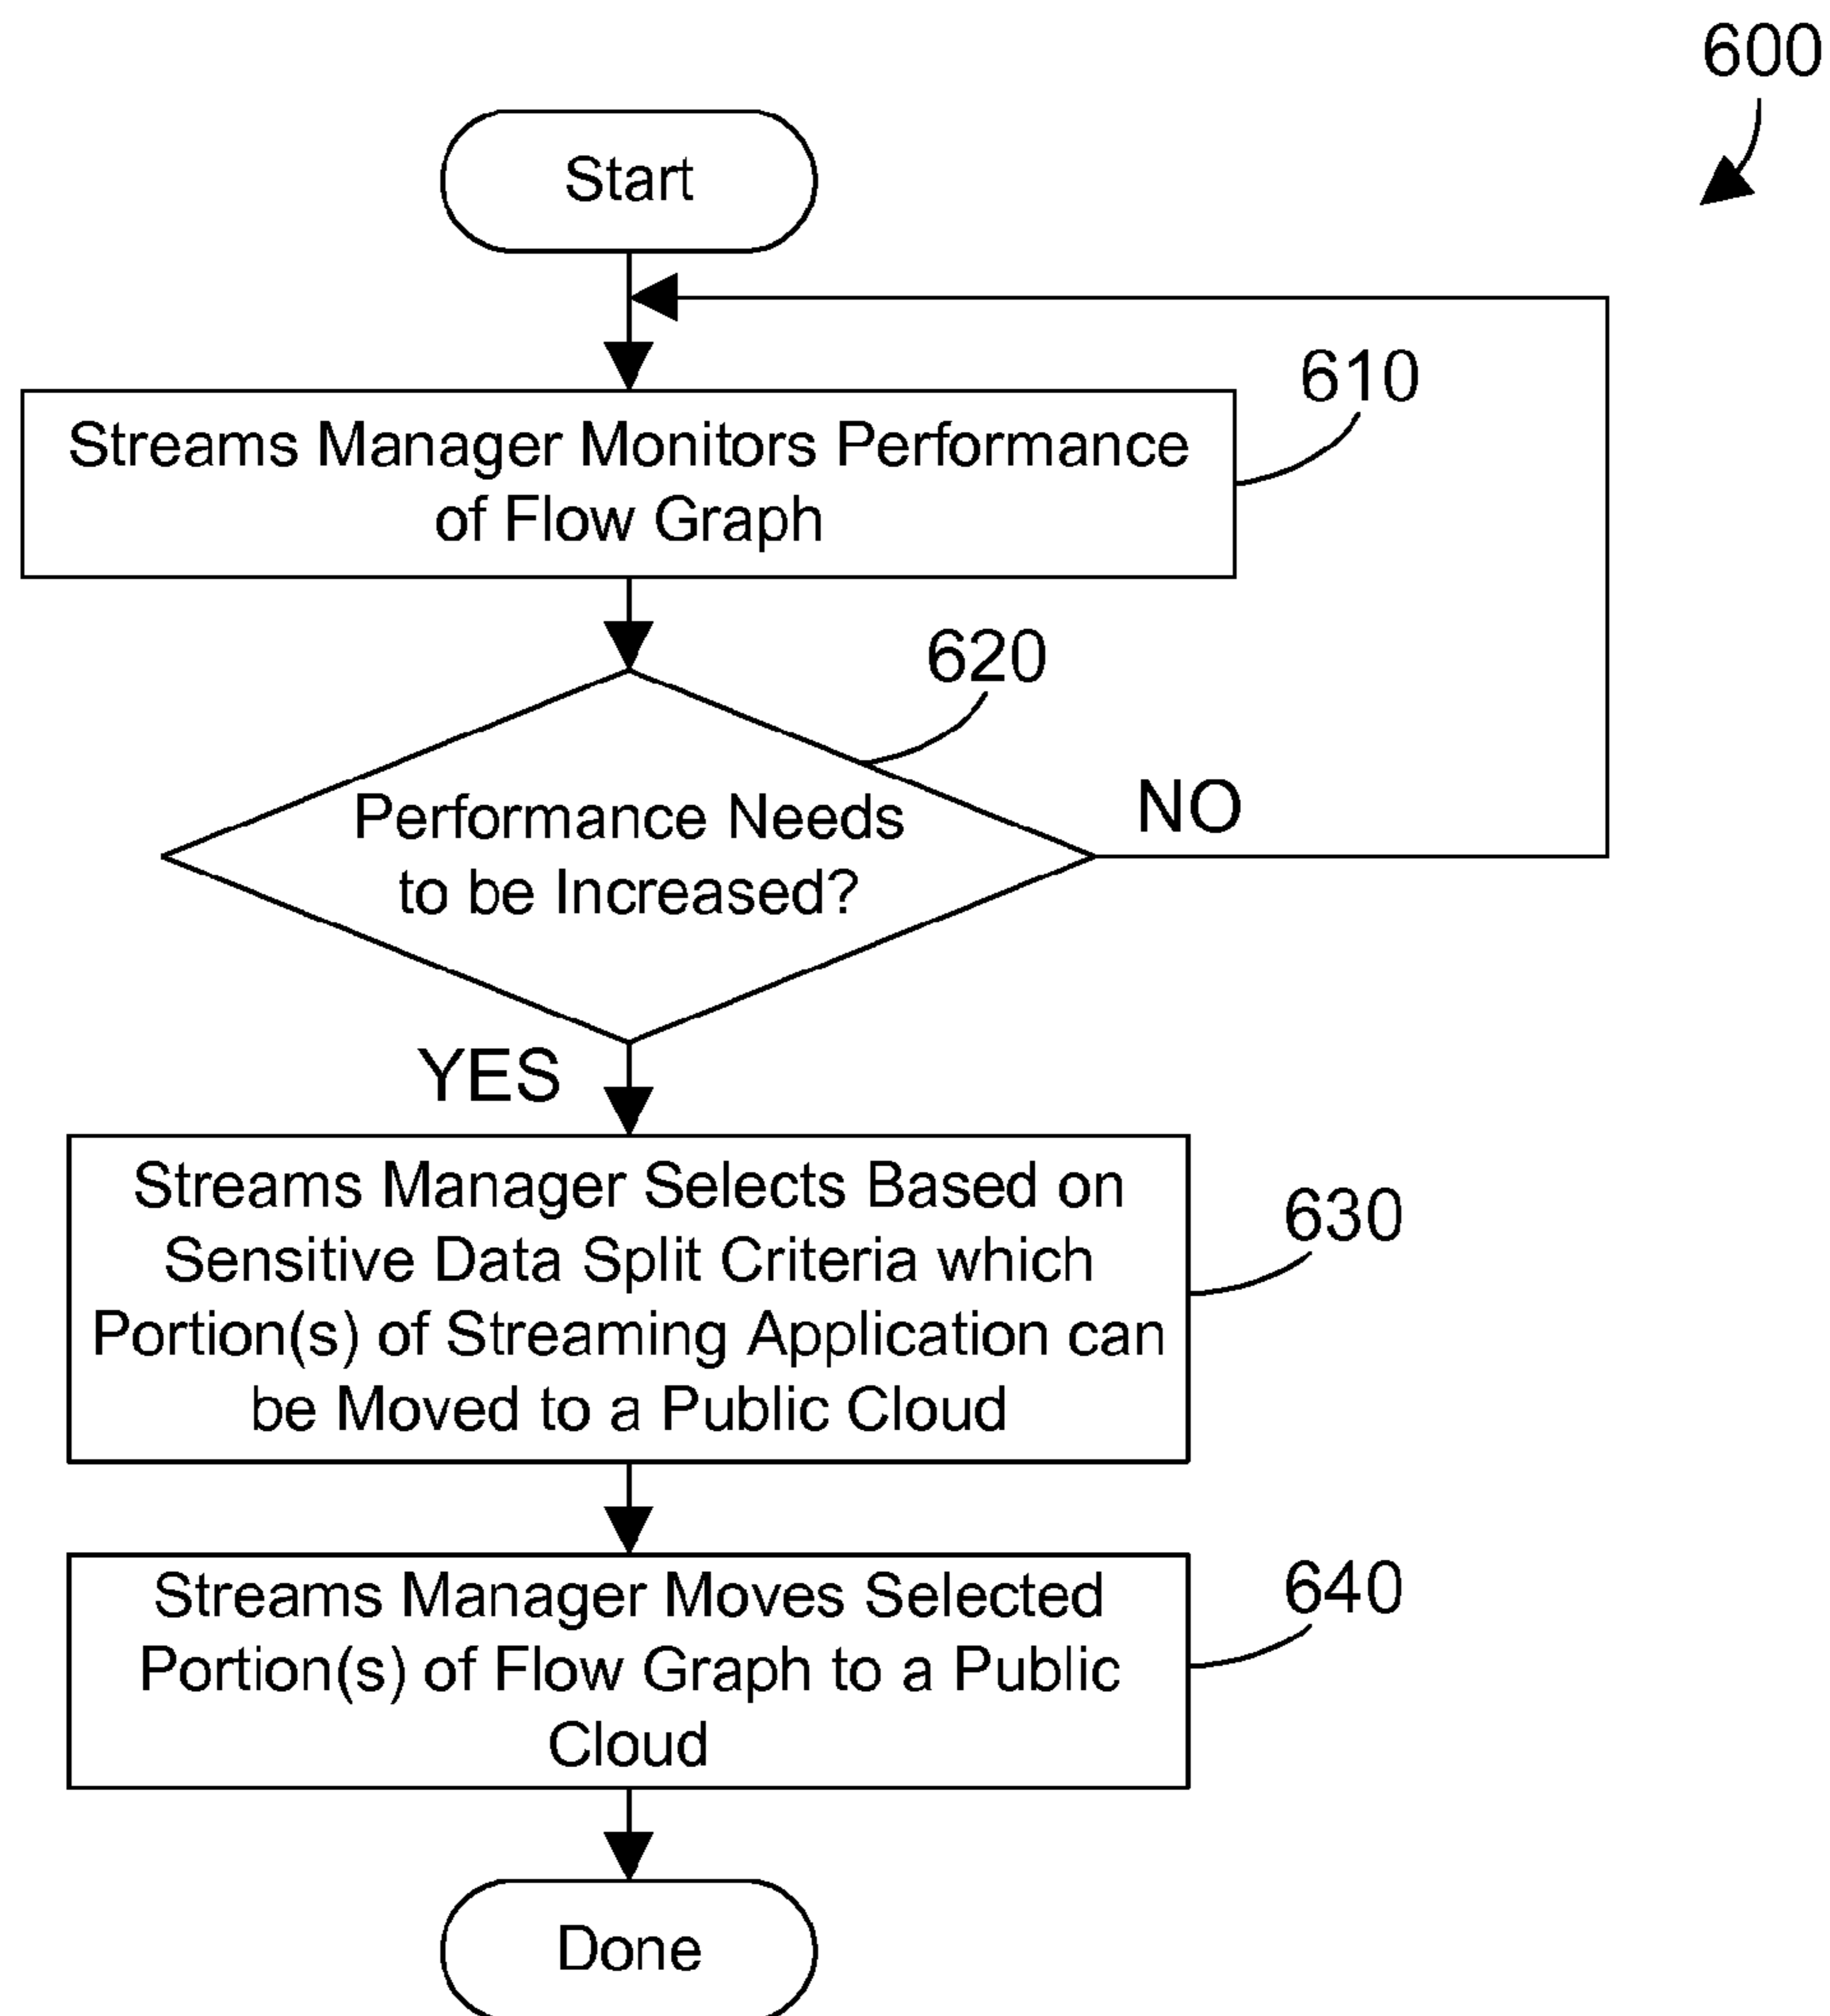 600
Start
610
Streams Manager Monitors Performance
of Flow Graph
620
Performance Needs
to be Increased?
NO
YES
Streams Manager Selects Based on
Sensitive Data Split Criteria which
Portion(s) of Streaming Application can
be Moved to a Public Cloud
630
Streams Manager Moves Selected
Portion(s) of Flow Graph to a Public
Cloud
640
Done